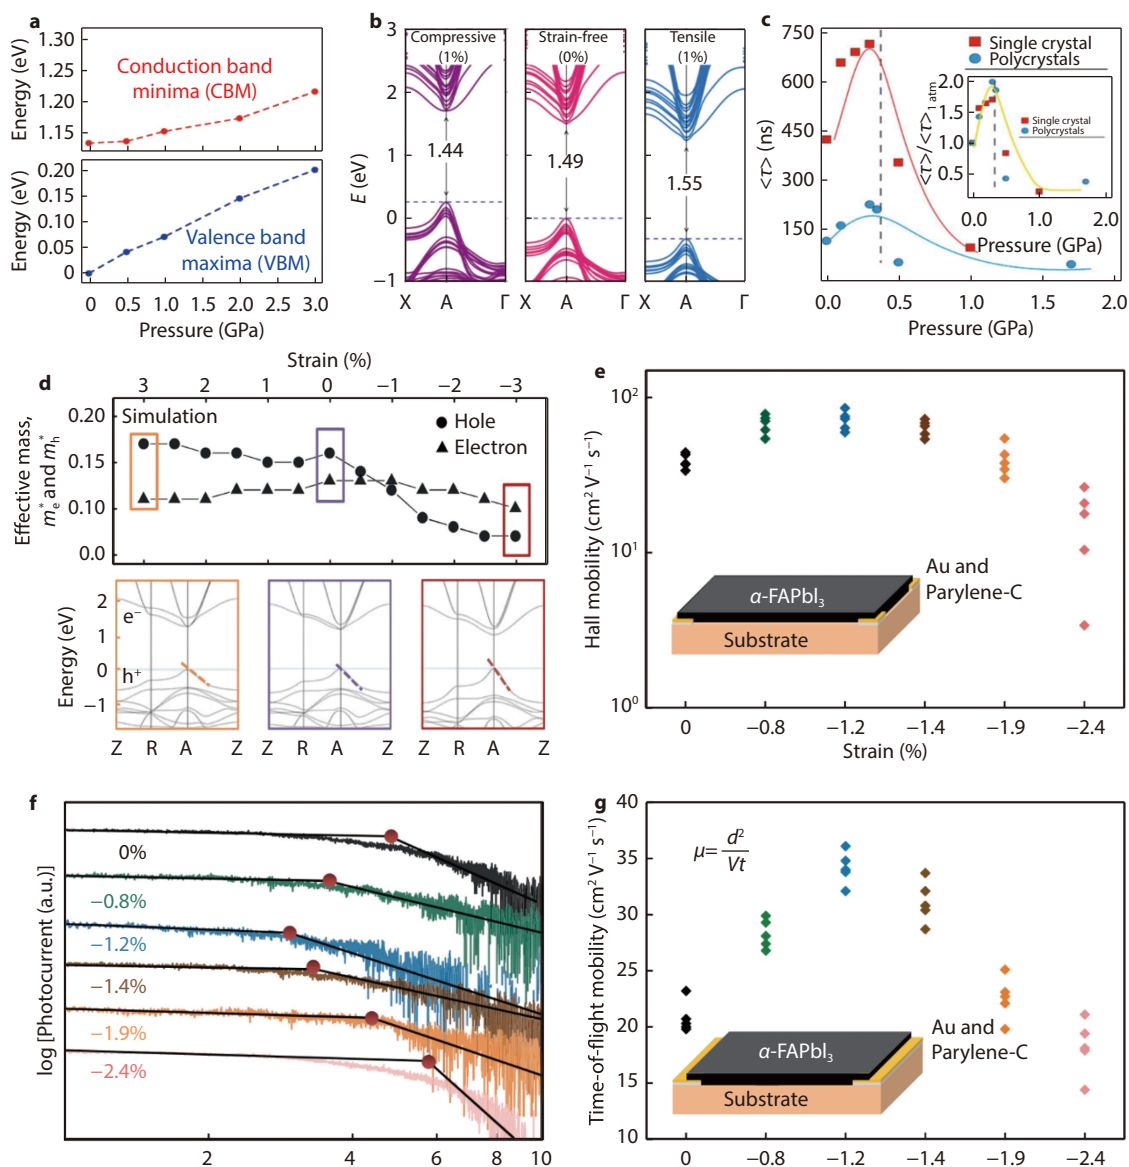 a
1.30
1.25
1.20
1.15
Energy (eV)
Conduction band
minima (CBM)
0.20
0.15
0.10
0.05
0
Energy (eV)
Valence band
maxima (VBM)
0 0.5 1.0 2.0 3.0
Pressure (GPa)
b
3
2
1
0
−1
E (eV)
Compressive
(1%)
1.44
X A Γ
Strain-free
(0%)
1.49
X A Γ
Tensile
(1%)
1.55
X A Γ
c
750
600
450
300
150
<τ> (ns)
Single crystal
Polycrystals
2.0
1.5
1.0
0.5
<τ>/<τ>1 atm
Single crystal
Polycrystals
0.0 1.0 2.0
Pressure (GPa)
0.0 0.5 1.0 1.5 2.0
Pressure (GPa)
d
Strain (%)
3 2 1 0 −1 −2 −3
0.20
0.15
0.10
0.0
Effective mass,
me* and mh*
Simulation
Hole
Electron
2
1
0
−1
Energy (eV)
e−
h+
Z R A Z
Z R A Z
Z R A Z
e
10²
10¹
10⁰
Hall mobility (cm² V⁻¹ s⁻¹)
α-FAPbI₃
Substrate
Au and
Parylene-C
0 −0.8 −1.2 −1.4 −1.9 −2.4
Strain (%)
f
log [Photocurrent (a.u.)]
0%
−0.8%
−1.2%
−1.4%
−1.9%
−2.4%
2 4 6 8 10
g
40
35
30
25
20
15
10
Time-of-flight mobility (cm² V⁻¹ s⁻¹)
μ= d²
Vt
α-FAPbI₃
Substrate
Au and
Parylene-C
0 −0.8 −1.2 −1.4 −1.9 −2.4